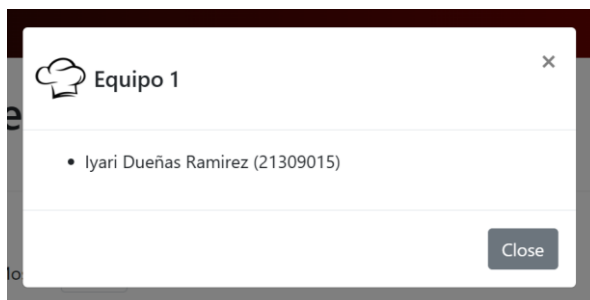 Equipo 1
×
e
• Iyari Dueñas Ramirez (21309015)
Close